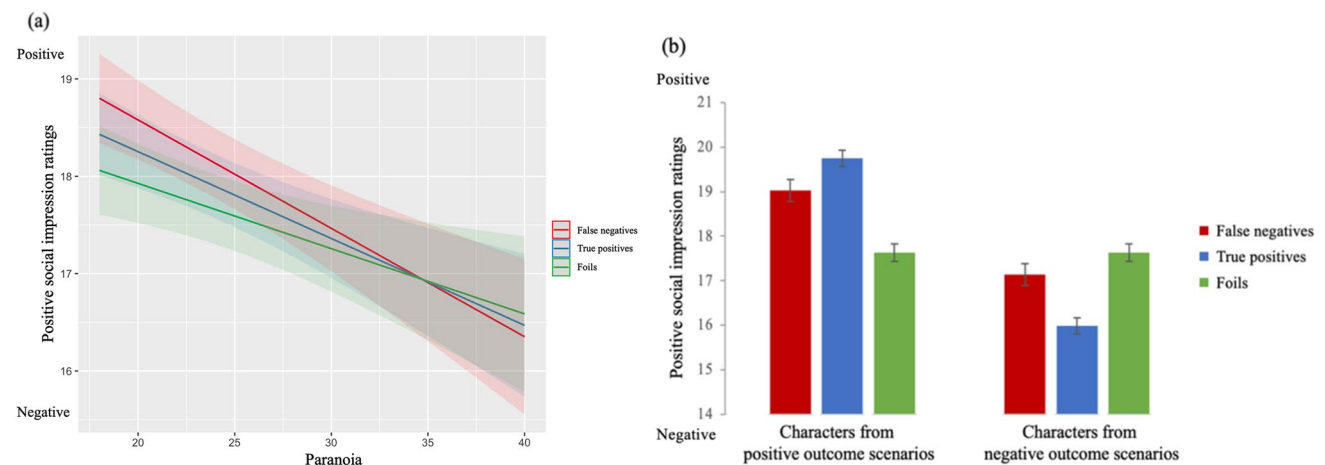 (a)
Positive
19
18
17
16
Positive social impression ratings
Negative
20 25 30 35 40
Paranoia
False negatives
True positives
Foils
(b)
Positive
21
20
19
18
17
16
15
14
Positive social impression ratings
Negative
Characters from
positive outcome scenarios
Characters from
negative outcome scenarios
False negatives
True positives
Foils